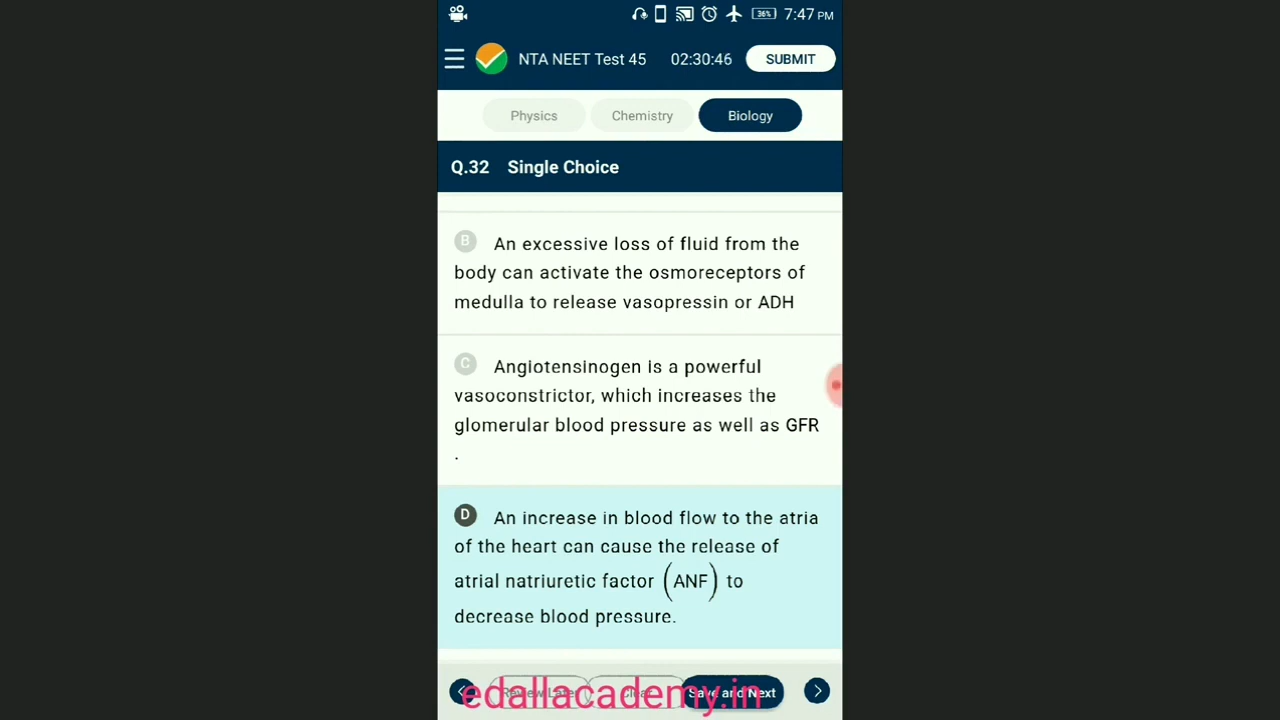 36% 7:47 PM
NTA NEET Test 45 02:30:46 SUBMIT
Physics Chemistry Biology
Q.32 Single Choice
B An excessive loss of fluid from the
body can activate the osmoreceptors of
medulla to release vasopressin or ADH
C Angiotensinogen is a powerful
vasoconstrictor, which increases the
glomerular blood pressure as well as GFR
.
D An increase in blood flow to the atria
of the heart can cause the release of
atrial natriuretic factor (ANF) to
decrease blood pressure.
Review Later Clear Save and Next
edallacademy.in